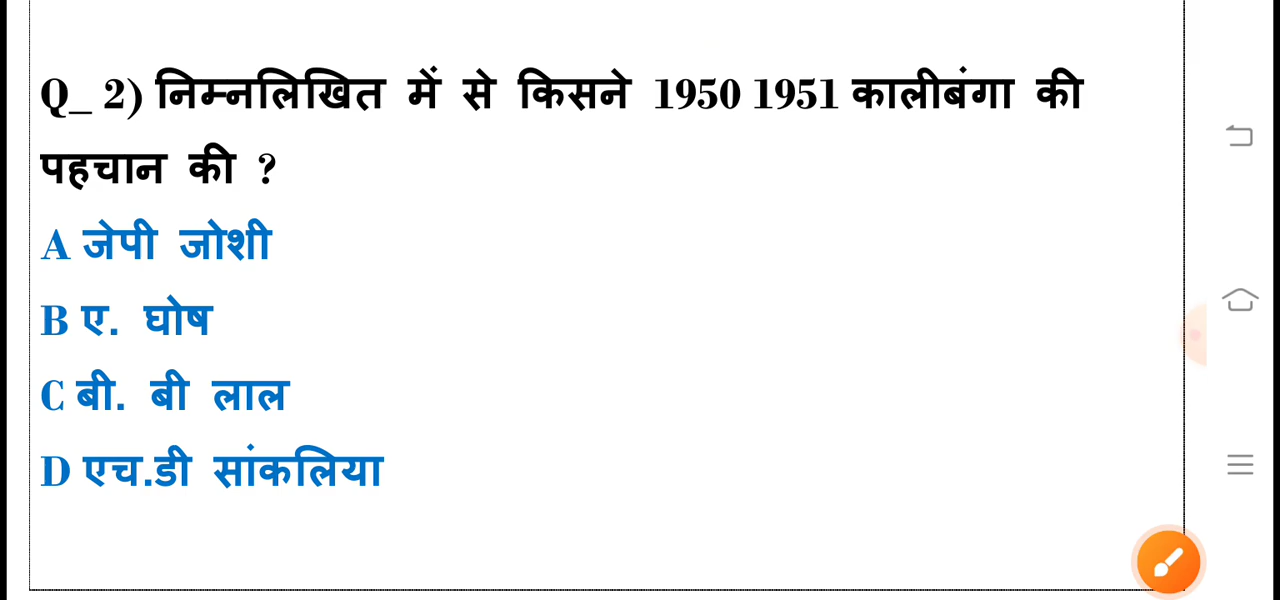 Q_ 2) निम्नलिखित में से किसने 1950 1951 कालीबंगा की
पहचान की ?
A जेपी जोशी
B ए. घोष
C बी. बी लाल
D एच.डी सांकलिया